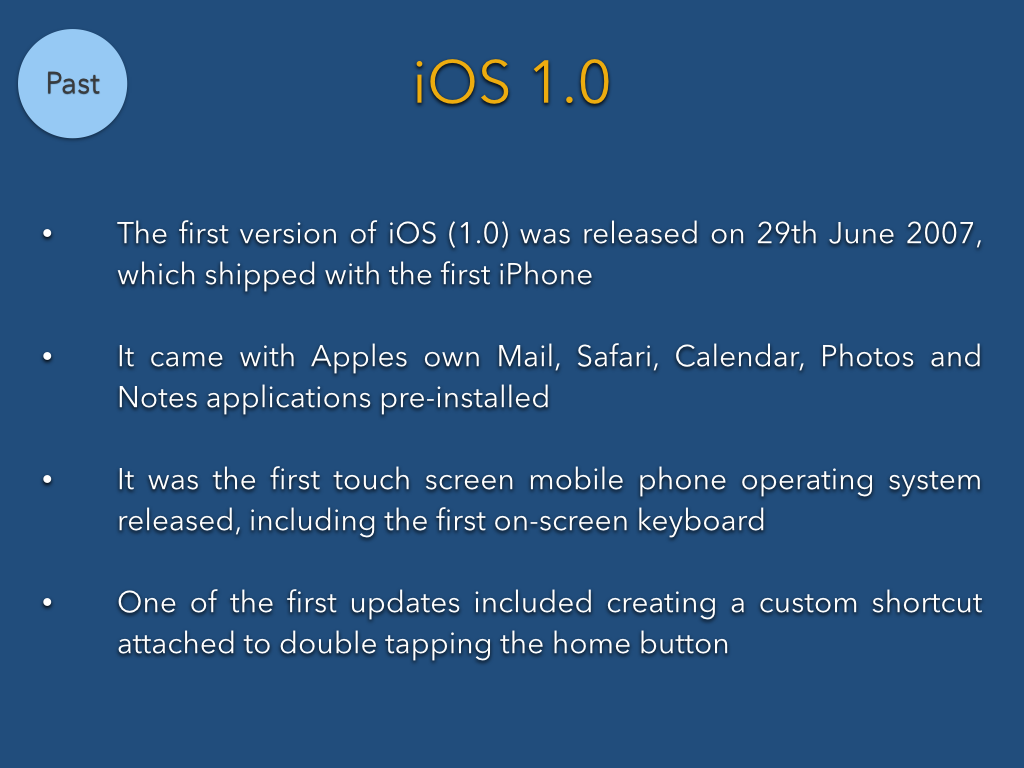 Past
iOS 1.0
• The first version of iOS (1.0) was released on 29th June 2007,
which shipped with the first iPhone
• It came with Apples own Mail, Safari, Calendar, Photos and
Notes applications pre-installed
• It was the first touch screen mobile phone operating system
released, including the first on-screen keyboard
• One of the first updates included creating a custom shortcut
attached to double tapping the home button